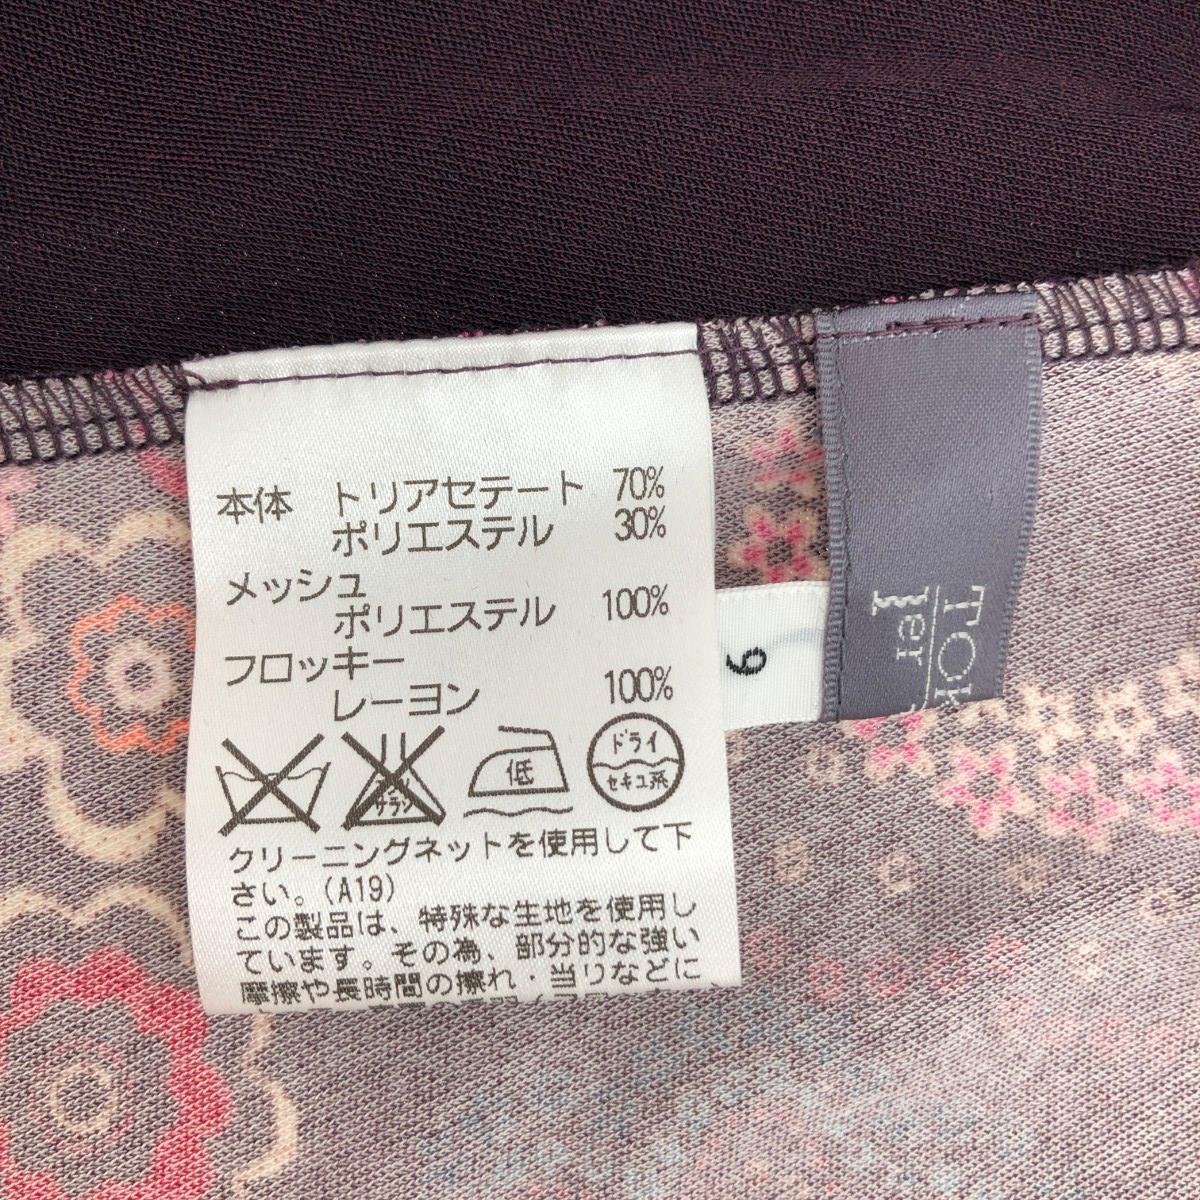 本体 トリアセテート 70%
ポリエステル 30%
メッシュ
ポリエステル 100%
フロッキー
レーヨン 100%
サラシ
低
ドライ
セキユ系
クリーニングネットを使用して下
さい。(A19)
この製品は、特殊な生地を使用し
ています。その為、部分的な強い
摩擦や長時間の擦れ・当りなどに
9
TOK
Ier